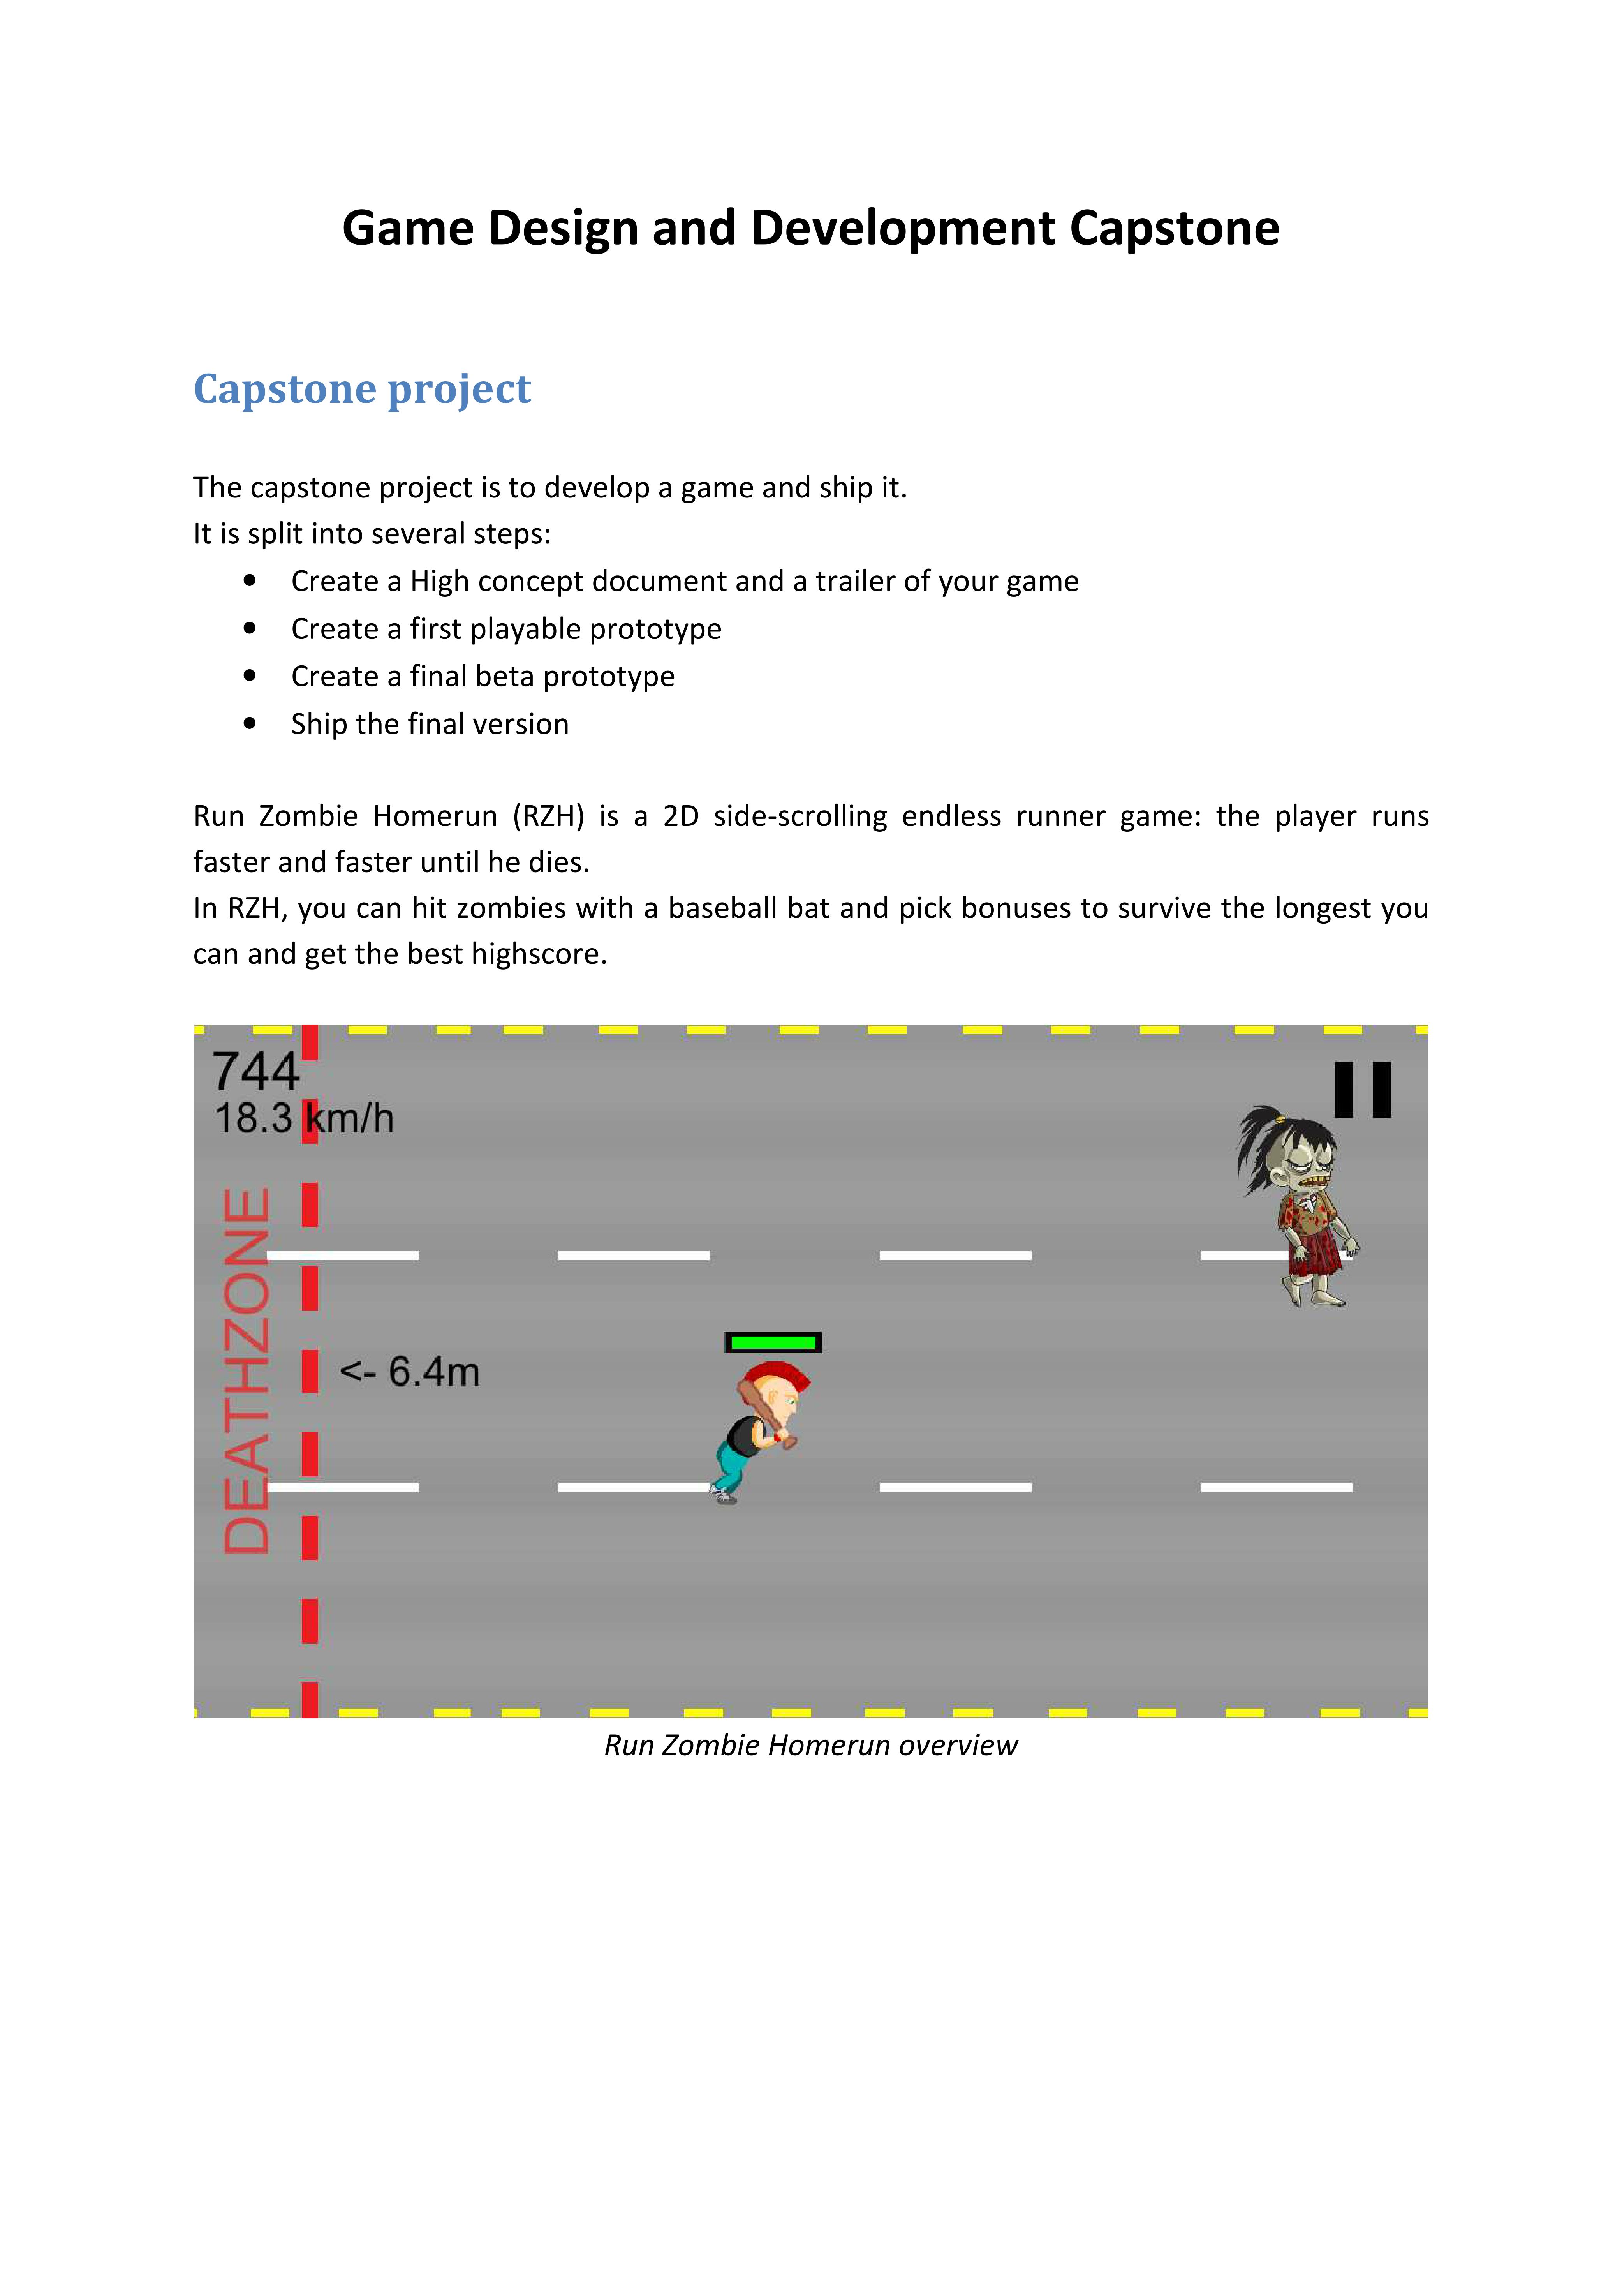 Game Design and Development Capstone
Capstone project
The capstone project is to develop a game and ship it.
It is split into several steps:
• Create a High concept document and a trailer of your game
• Create a first playable prototype
• Create a final beta prototype
• Ship the final version
Run Zombie Homerun (RZH) is a 2D side-scrolling endless runner game: the player runs
faster and faster until he dies.
In RZH, you can hit zombies with a baseball bat and pick bonuses to survive the longest you
can and get the best highscore.
744
18.3 km/h
DEATHZONE
<- 6.4m
Run Zombie Homerun overview